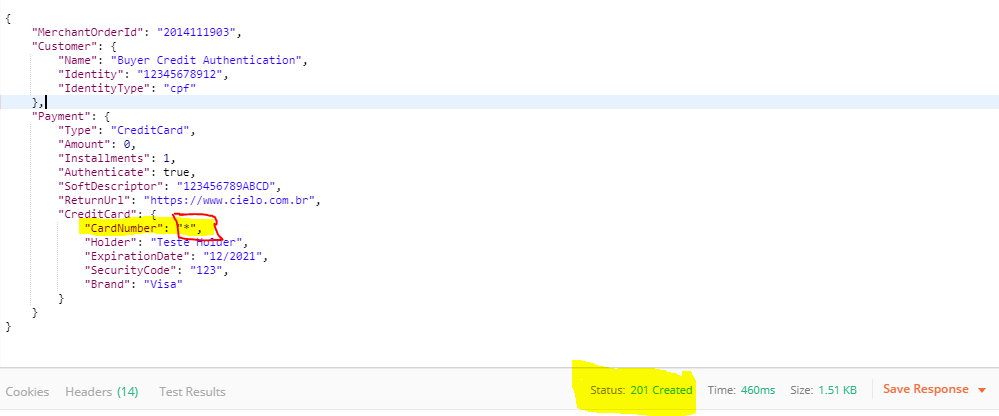 {
"MerchantOrderId": "2014111903",
"Customer": {
"Name": "Buyer Credit Authentication",
"Identity": "12345678912",
"IdentityType": "cpf"
},
"Payment": {
"Type": "CreditCard",
"Amount": 0,
"Installments": 1,
"Authenticate": true,
"SoftDescriptor": "123456789ABCD",
"ReturnUrl": "https://www.cielo.com.br",
"CreditCard": {
"CardNumber": "*",
"Holder": "Teste Holder",
"ExpirationDate": "12/2021",
"SecurityCode": "123",
"Brand": "Visa"
}
}
}
Cookies Headers (14) Test Results Status: 201 Created Time: 460ms Size: 1.51 KB Save Response